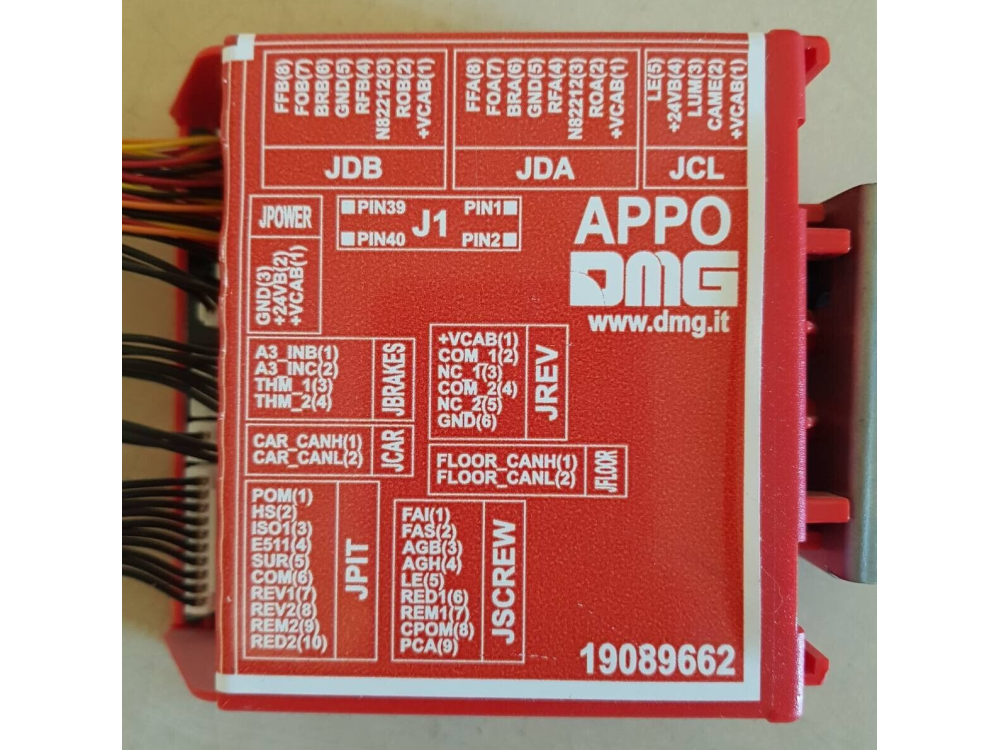 FFB(8)
FOB(7)
BRB(6)
GND(5)
RFB(4)
N82212(3)
ROB(2)
+VCAB(1)
JDB
FFA(8)
FOA(7)
BRA(6)
GND(5)
RFA(4)
N82212(3)
ROA(2)
+VCAB(1)
JDA
LE(5)
+24VB(4)
LUM(3)
CAME(2)
+VCAB(1)
JCL
JPOWER
GND(3)
+24VB(2)
+VCAB(1)
PIN39 J1 PIN1
PIN40 PIN2
APPO
DMG
www.dmg.it
A3_INB(1)
A3_INC(2)
THM_1(3)
THM_2(4)
JBRAKES
+VCAB(1)
COM_1(2)
NC_1(3)
COM_2(4)
NC_2(5)
GND(6)
JREV
CAR_CANH(1)
CAR_CANL(2)
JCAR
FLOOR_CANH(1)
FLOOR_CANL(2)
JFLOOR
POM(1)
HS(2)
ISO1(3)
E511(4)
SUR(5)
COM(6)
REV1(7)
REV2(8)
REM2(9)
RED2(10)
JPIT
FAI(1)
FAS(2)
AGB(3)
AGH(4)
LE(5)
RED1(6)
REM1(7)
CPOM(8)
PCA(9)
JSCREW
19089662